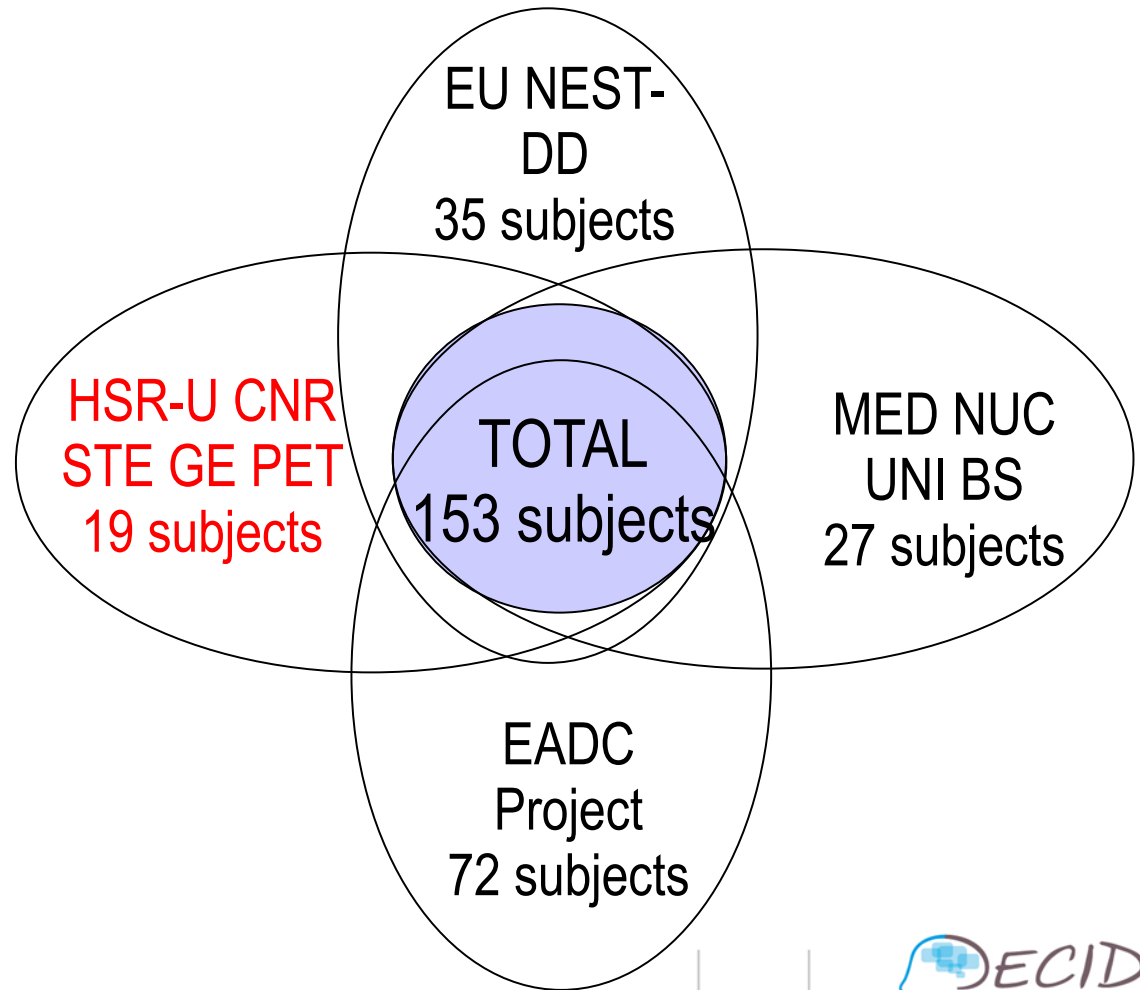 EU NEST-
DD
35 subjects
HSR-U CNR
STE GE PET
19 subjects
TOTAL
153 subjects
MED NUC
UNI BS
27 subjects
EADC
Project
72 subjects
DECID